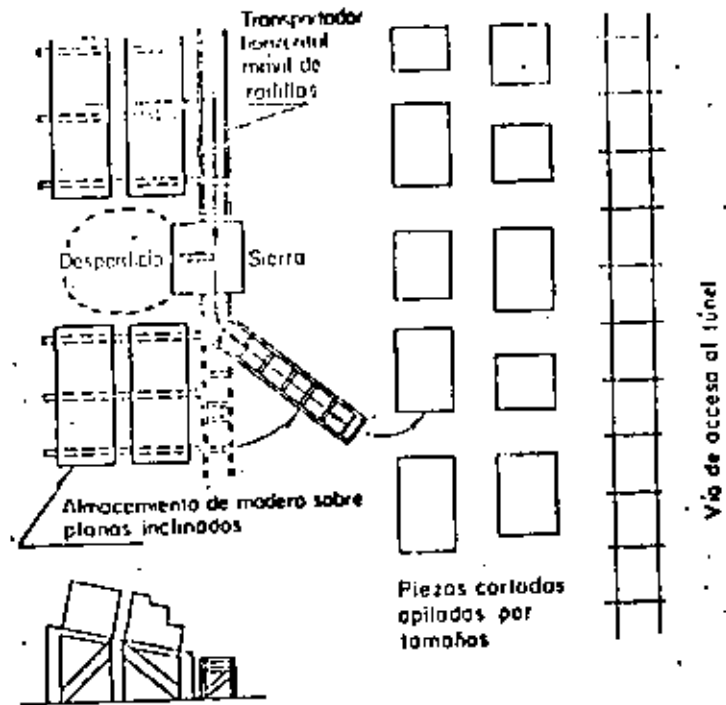 Transportador
horizontal
móvil de
rodillos
Desperdicio
Sierra
Almacemiento de madera sobre
planos inclinados
Piezas cortadas
apiladas por
tamaños
Vía de acceso al túnel